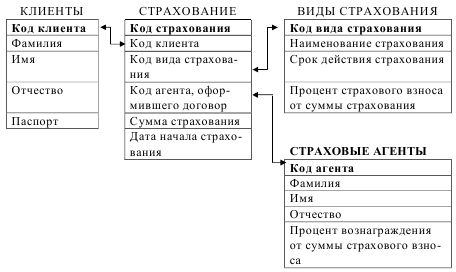 КЛИЕНТЫ
Код клиента
Фамилия
Имя
Отчество
Паспорт
СТРАХОВАНИЕ
Код страхования
Код клиента
Код вида страхова-
ния
Код агента, офор-
мившего договор
Сумма страхования
Дата начала страхо-
вания
ВИДЫ СТРАХОВАНИЯ
Код вида страхования
Наименование страхования
Срок действия страхования
Процент страхового взноса
от суммы страхования
СТРАХОВЫЕ АГЕНТЫ
Код агента
Фамилия
Имя
Отчество
Процент вознаграждения
от суммы страхового взно-
са